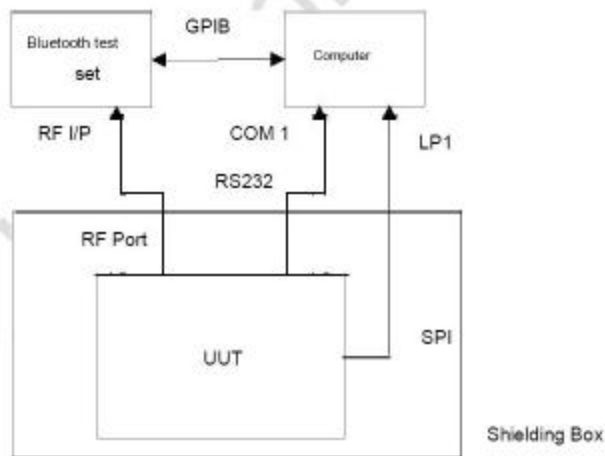 GPIB
Bluetooth test
set
Computer
RF I/P
COM 1
LP1
RS232
RF Port
SPI
UUT
Shielding Box